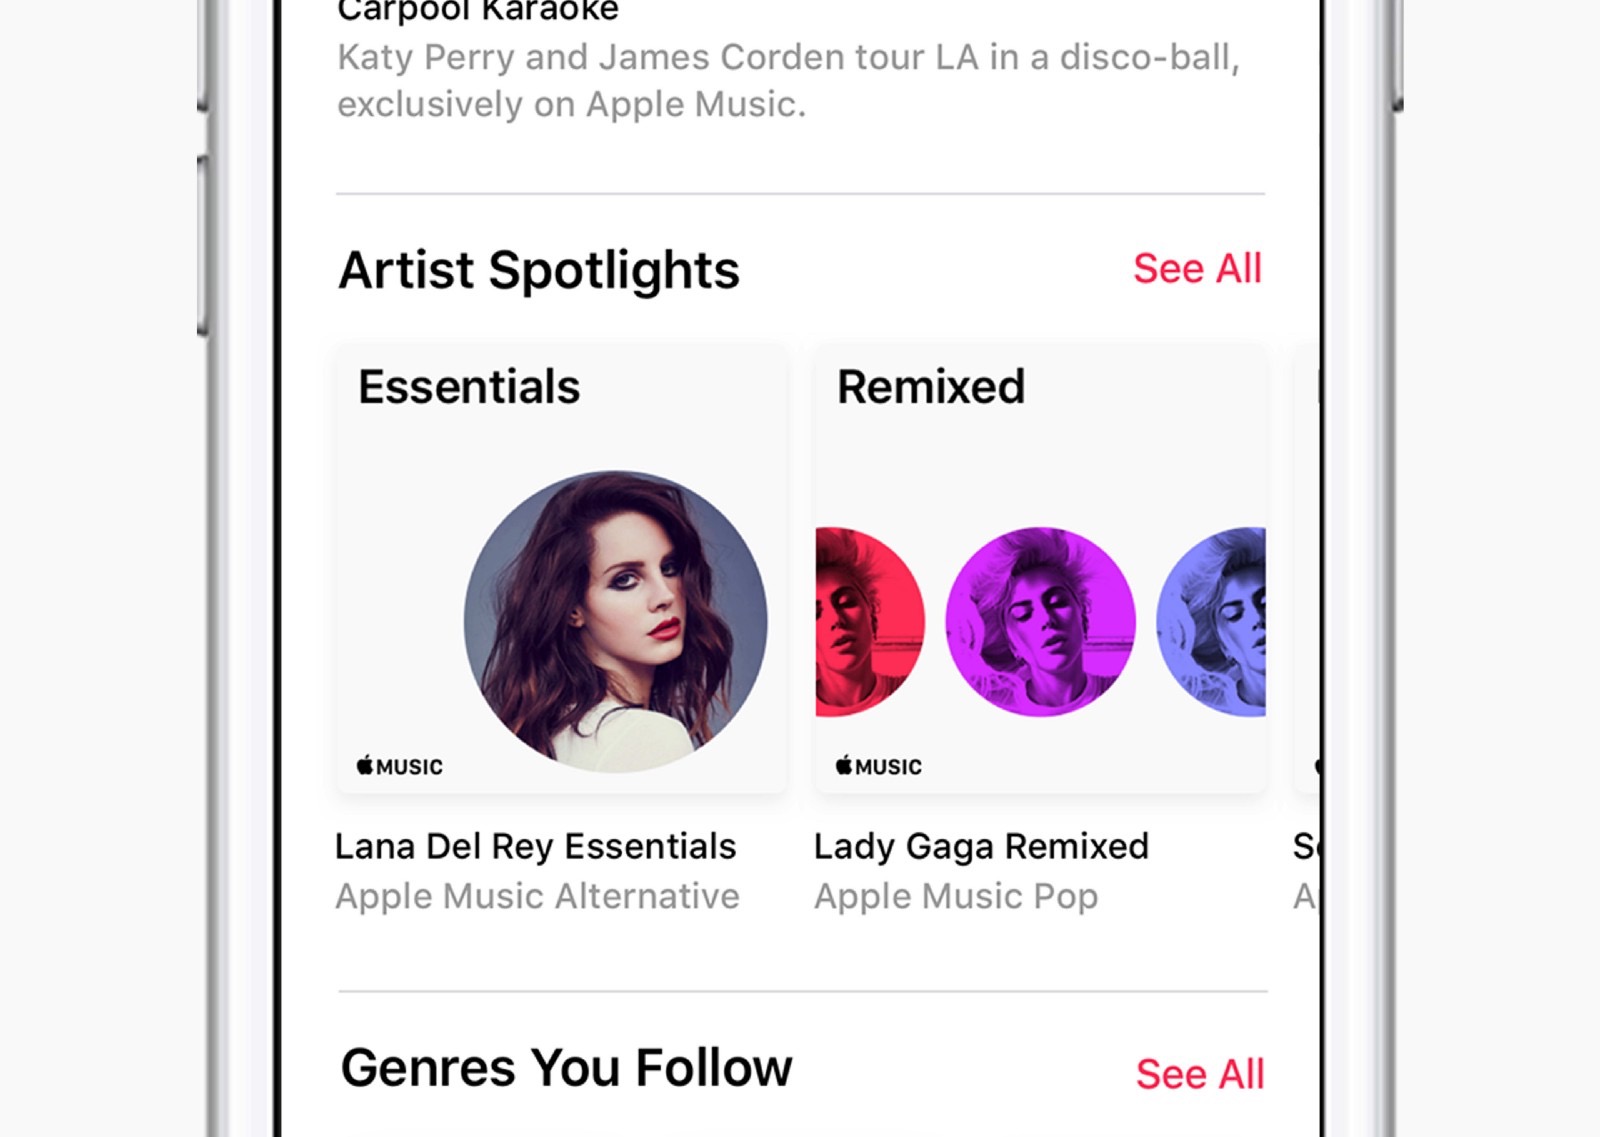 Carpool Karaoke
Katy Perry and James Corden tour LA in a disco-ball,
exclusively on Apple Music.
Artist Spotlights
See All
Essentials
Remixed
MUSIC
MUSIC
Lana Del Rey Essentials
Lady Gaga Remixed
Apple Music Alternative
Apple Music Pop
Genres You Follow
See All